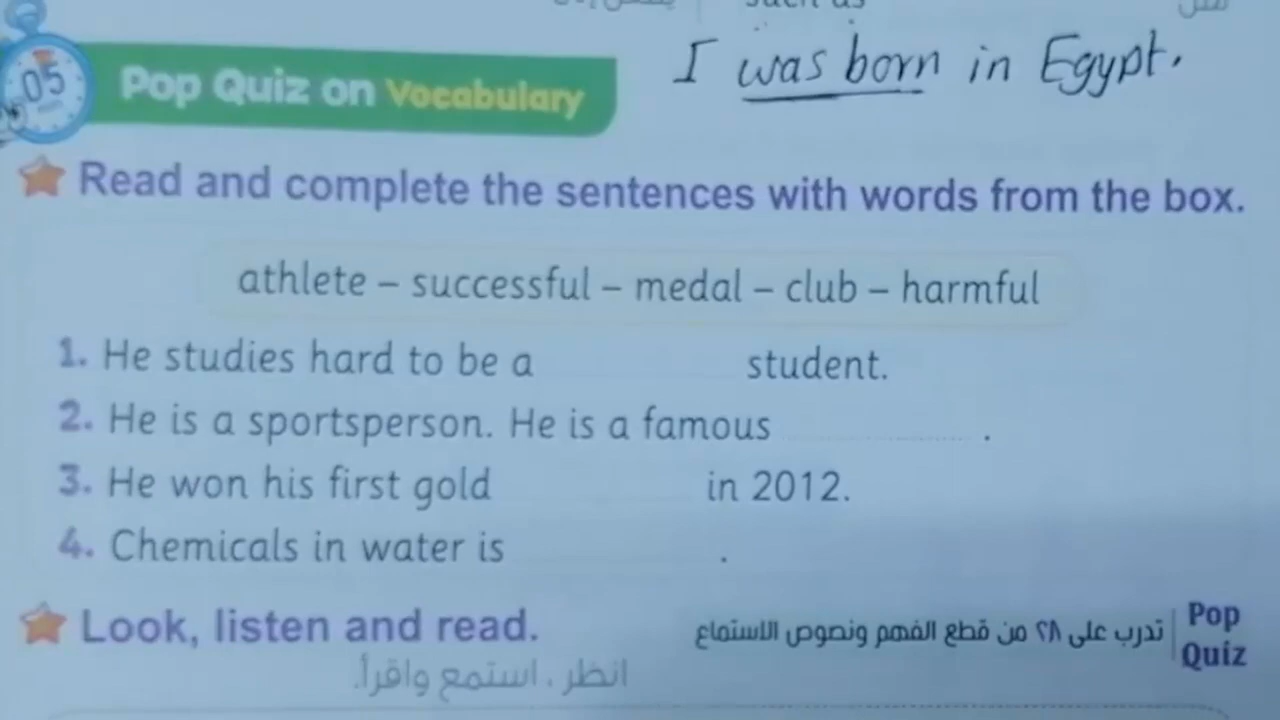 such as
مثل
I was born in Egypt.
05
Pop Quiz on Vocabulary
Read and complete the sentences with words from the box.
athlete – successful – medal – club – harmful
1. He studies hard to be a student.
2. He is a sportsperson. He is a famous .
3. He won his first gold in 2012.
4. Chemicals in water is .
Look, listen and read.
انظر، استمع واقرأ.
تدرب على ٢٨ من قطع الفهم ونصوص الاستماع
Pop
Quiz